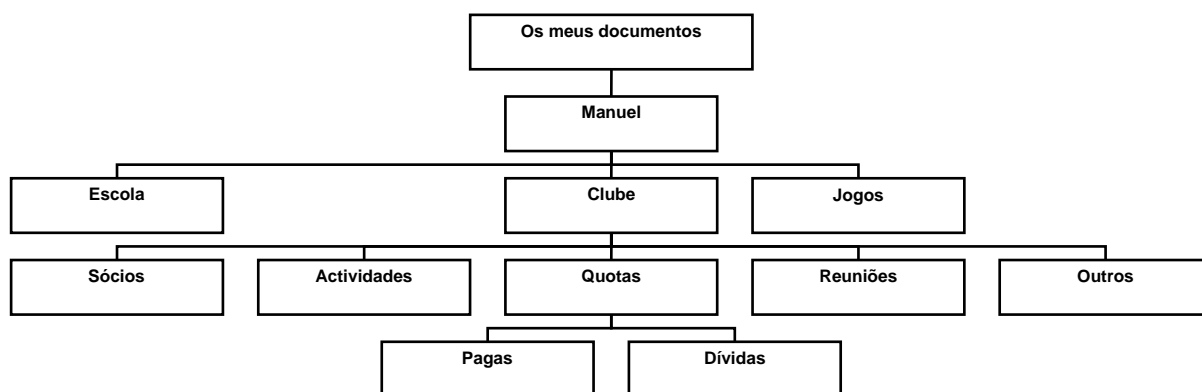 Os meus documentos
Manuel
Escola
Clube
Jogos
Sócios
Actividades
Quotas
Reuniões
Outros
Pagas
Dívidas